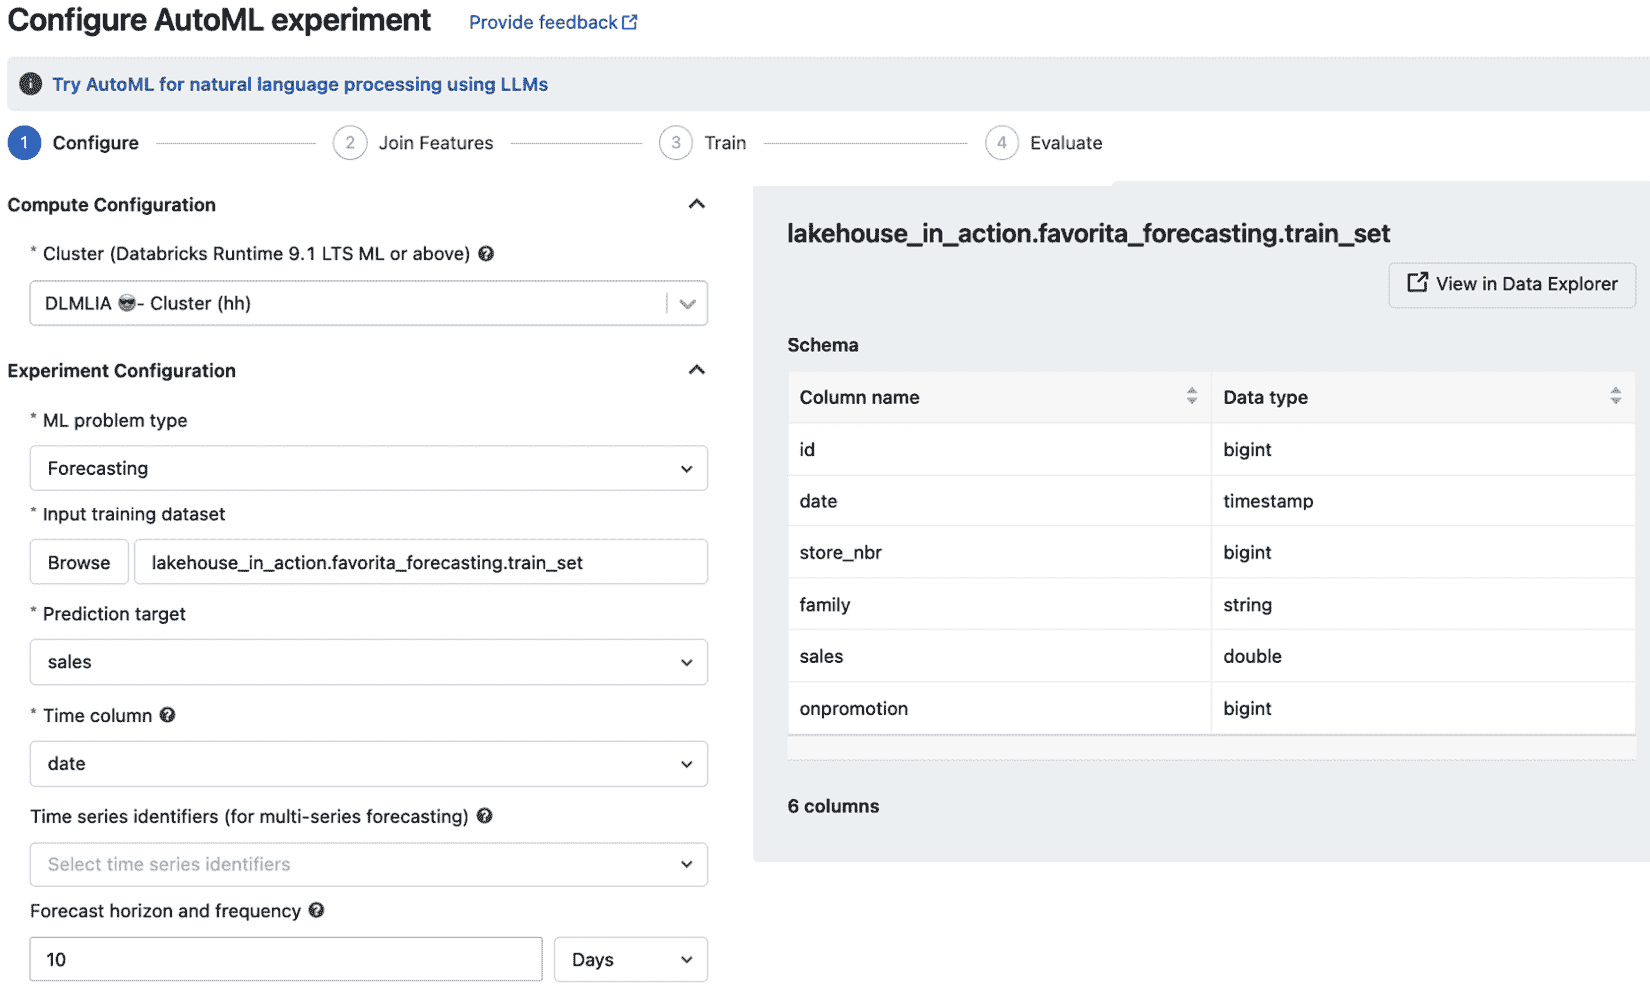 Configure AutoML experiment Provide feedback
Try AutoML for natural language processing using LLMs
1 Configure 2 Join Features 3 Train 4 Evaluate
Compute Configuration
* Cluster (Databricks Runtime 9.1 LTS ML or above)
DLMLIA 😎- Cluster (hh)
Experiment Configuration
* ML problem type
Forecasting
* Input training dataset
Browse lakehouse_in_action.favorita_forecasting.train_set
* Prediction target
sales
* Time column
date
Time series identifiers (for multi-series forecasting)
Select time series identifiers
Forecast horizon and frequency
10 Days
lakehouse_in_action.favorita_forecasting.train_set
View in Data Explorer
Schema
Column name Data type
id bigint
date timestamp
store_nbr bigint
family string
sales double
onpromotion bigint
6 columns